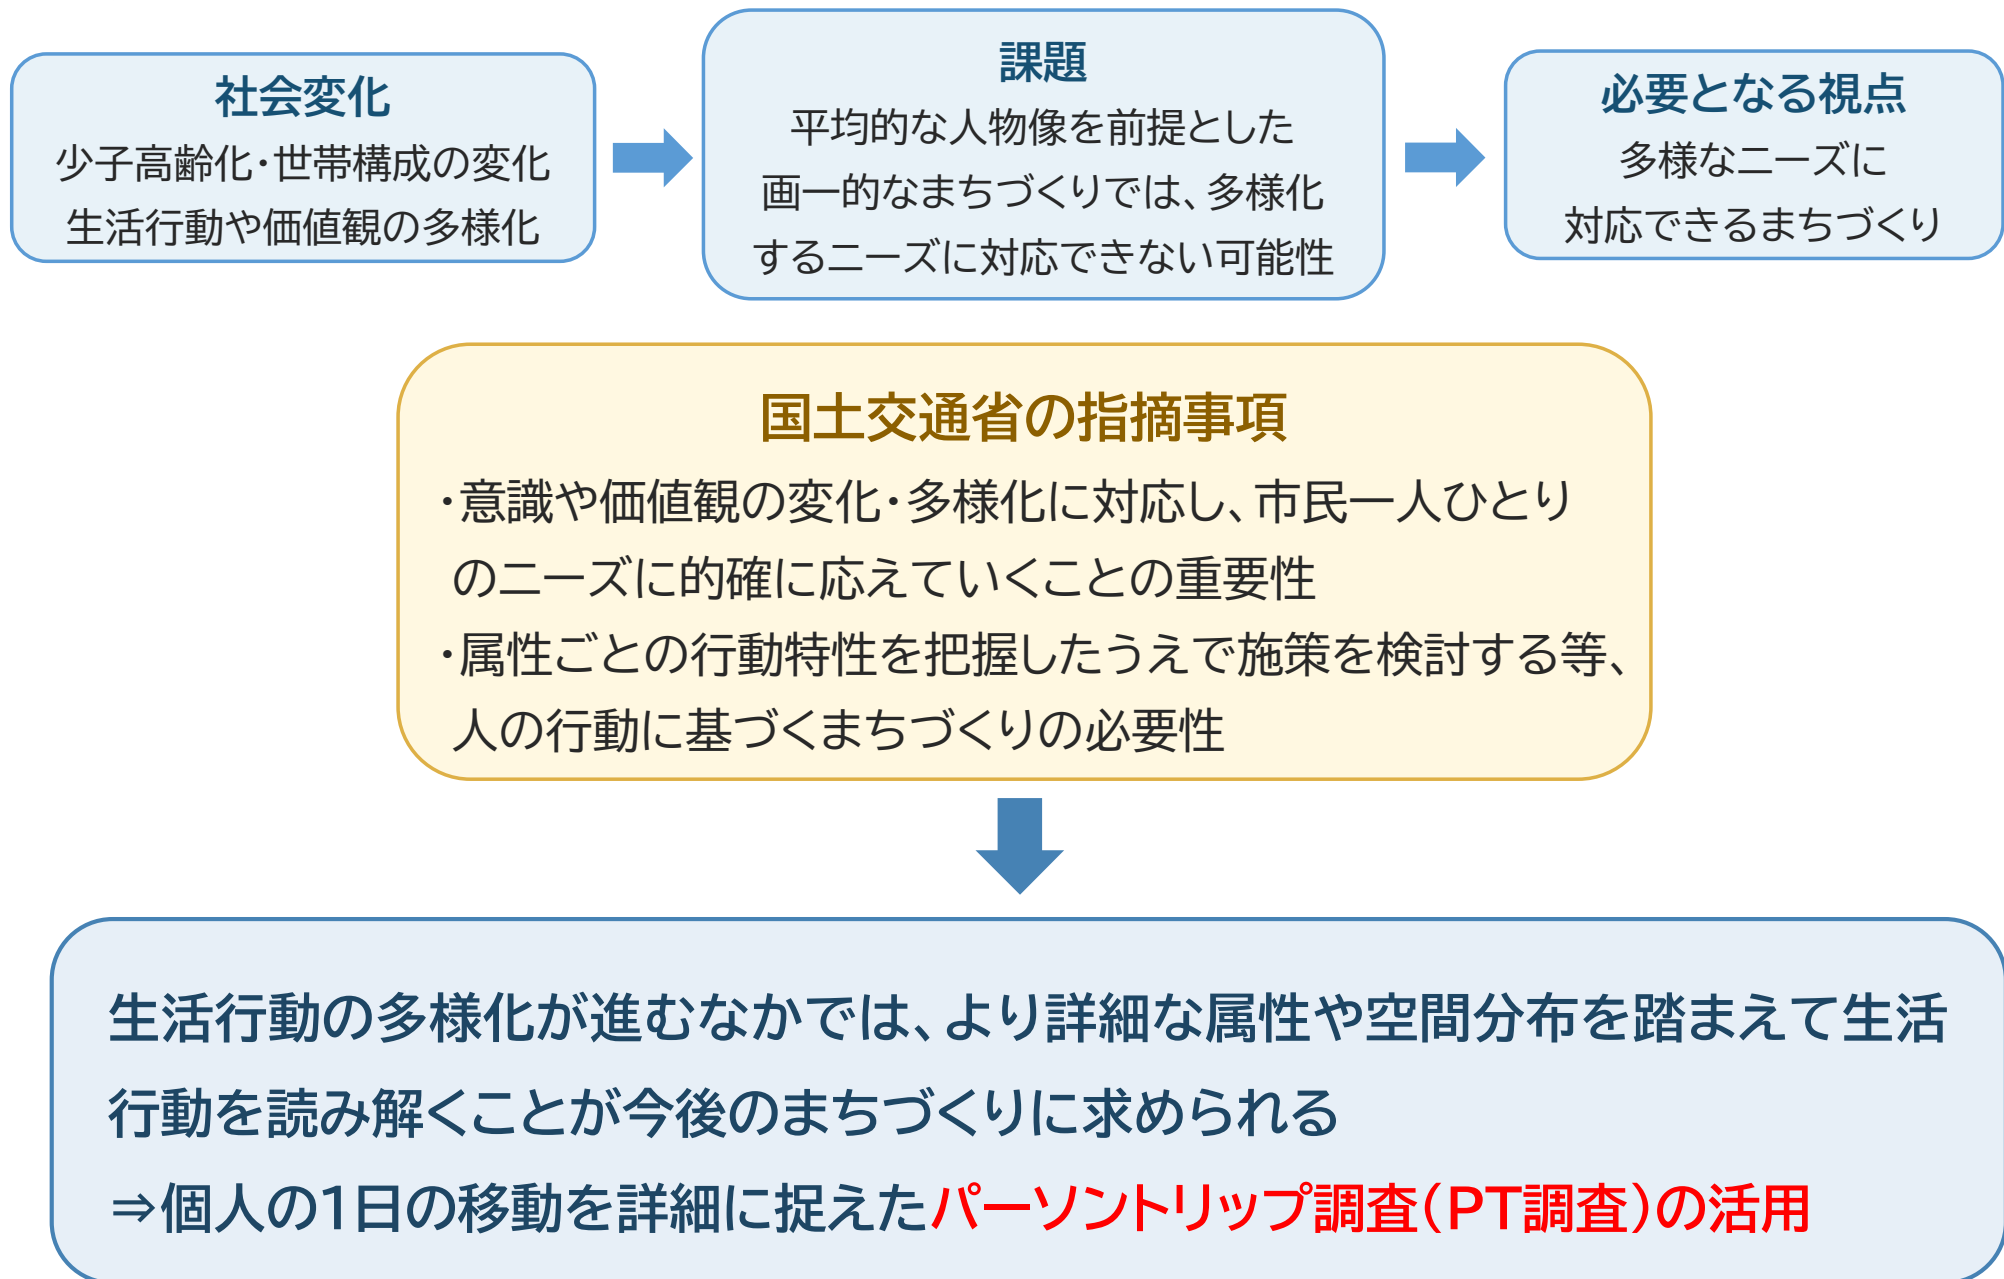 社会変化
少子高齢化・世帯構成の変化
生活行動や価値観の多様化
課題
平均的な人物像を前提とした
画一的なまちづくりでは、多様化
するニーズに対応できない可能性
必要となる視点
多様なニーズに
対応できるまちづくり
国土交通省の指摘事項
・意識や価値観の変化・多様化に対応し、市民一人ひとり
のニーズに的確に応えていくことの重要性
・属性ごとの行動特性を把握したうえで施策を検討する等、
人の行動に基づくまちづくりの必要性
生活行動の多様化が進むなかでは、より詳細な属性や空間分布を踏まえて生活
行動を読み解くことが今後のまちづくりに求められる
⇒個人の1日の移動を詳細に捉えたパーソントリップ調査(PT調査)の活用